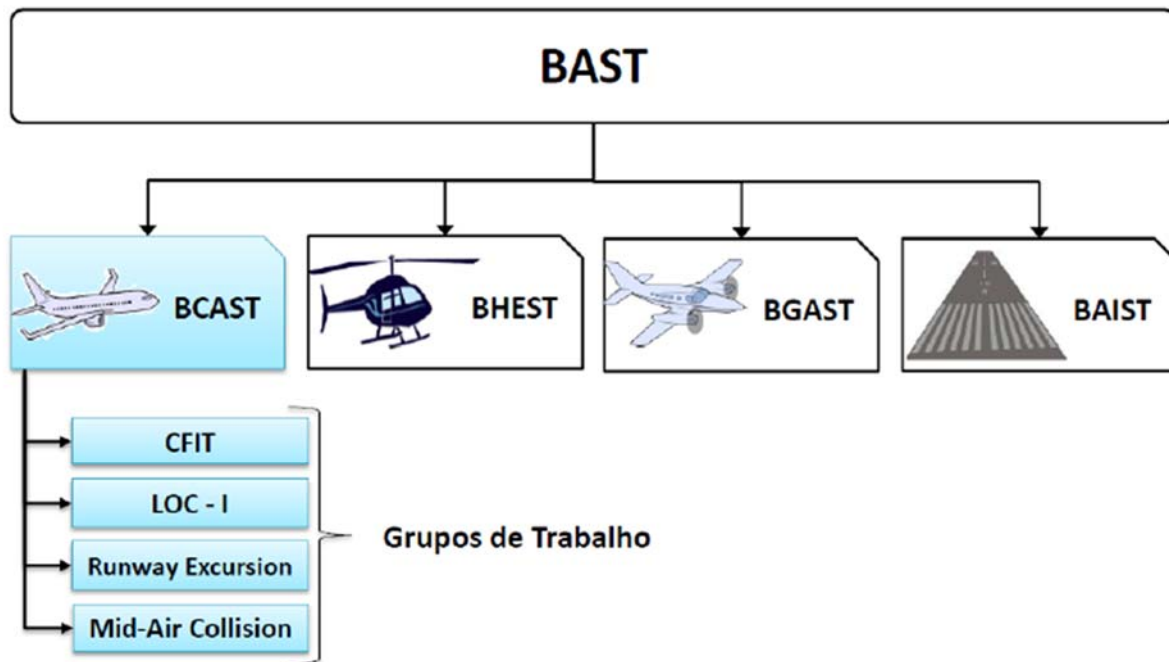 BAST
BCAST
BHEST
BGAST
BAIST
CFIT
LOC - I
Runway Excursion
Mid-Air Collision
Grupos de Trabalho